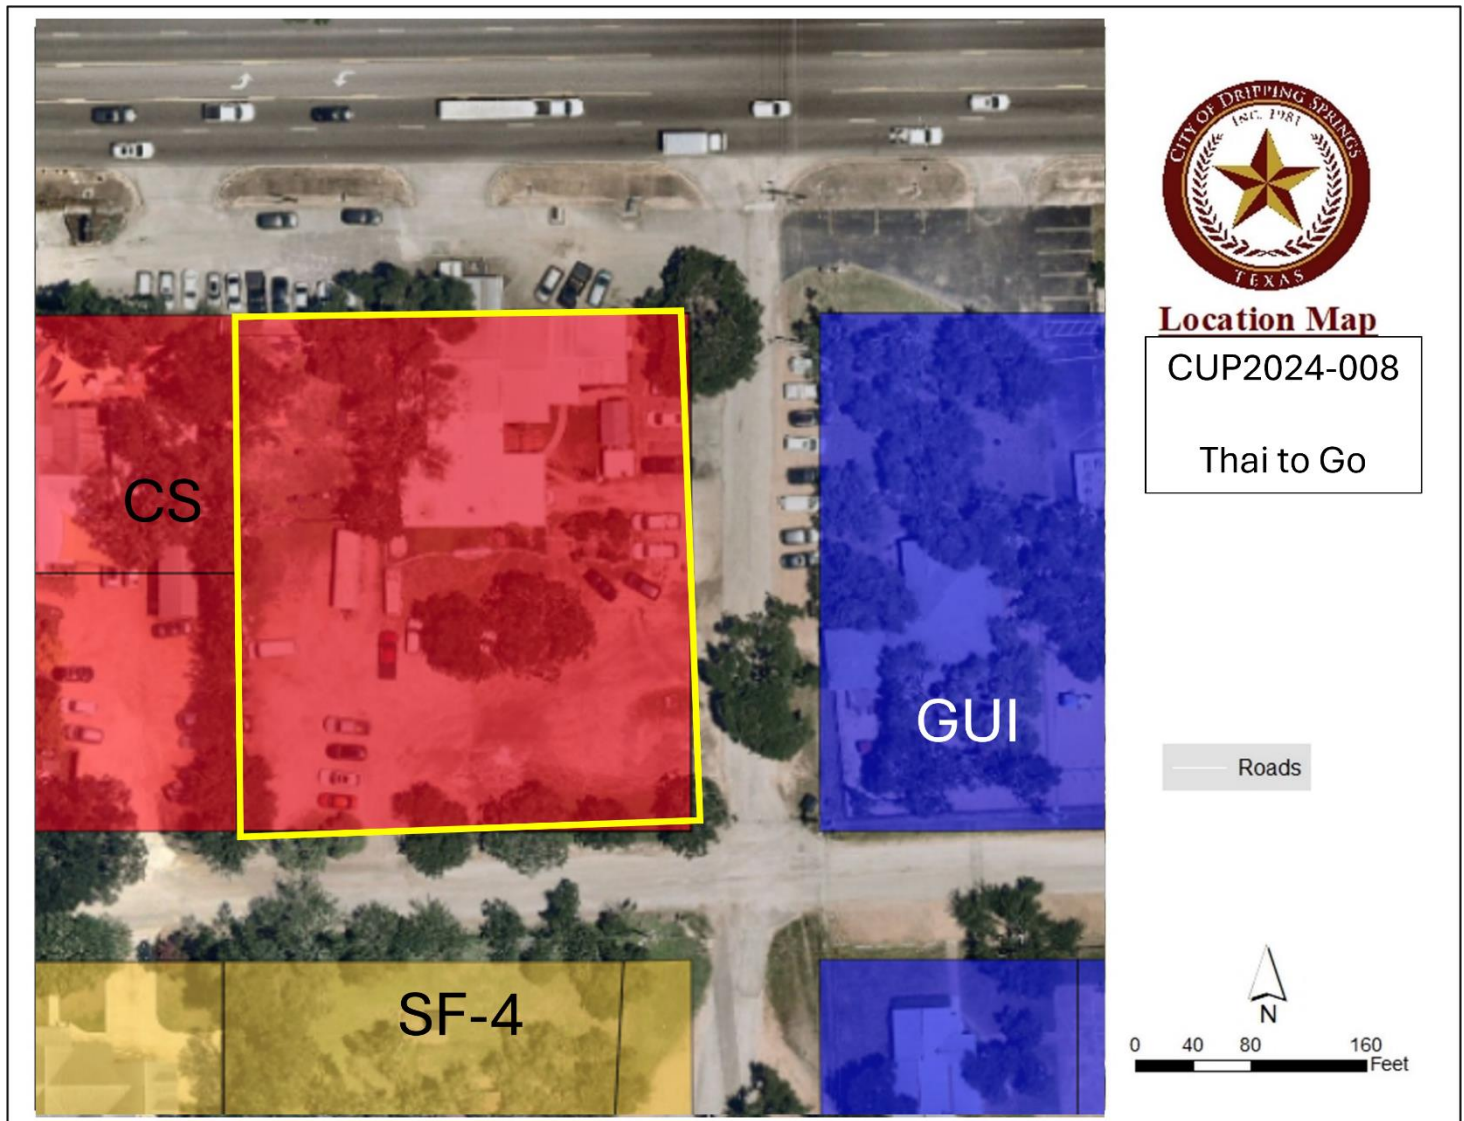 CITY OF DRIPPING SPRINGS
INC. 1981
TEXAS
Location Map
CUP2024-008
Thai to Go
CS
GUI
SF-4
Roads
N
0 40 80 160
Feet